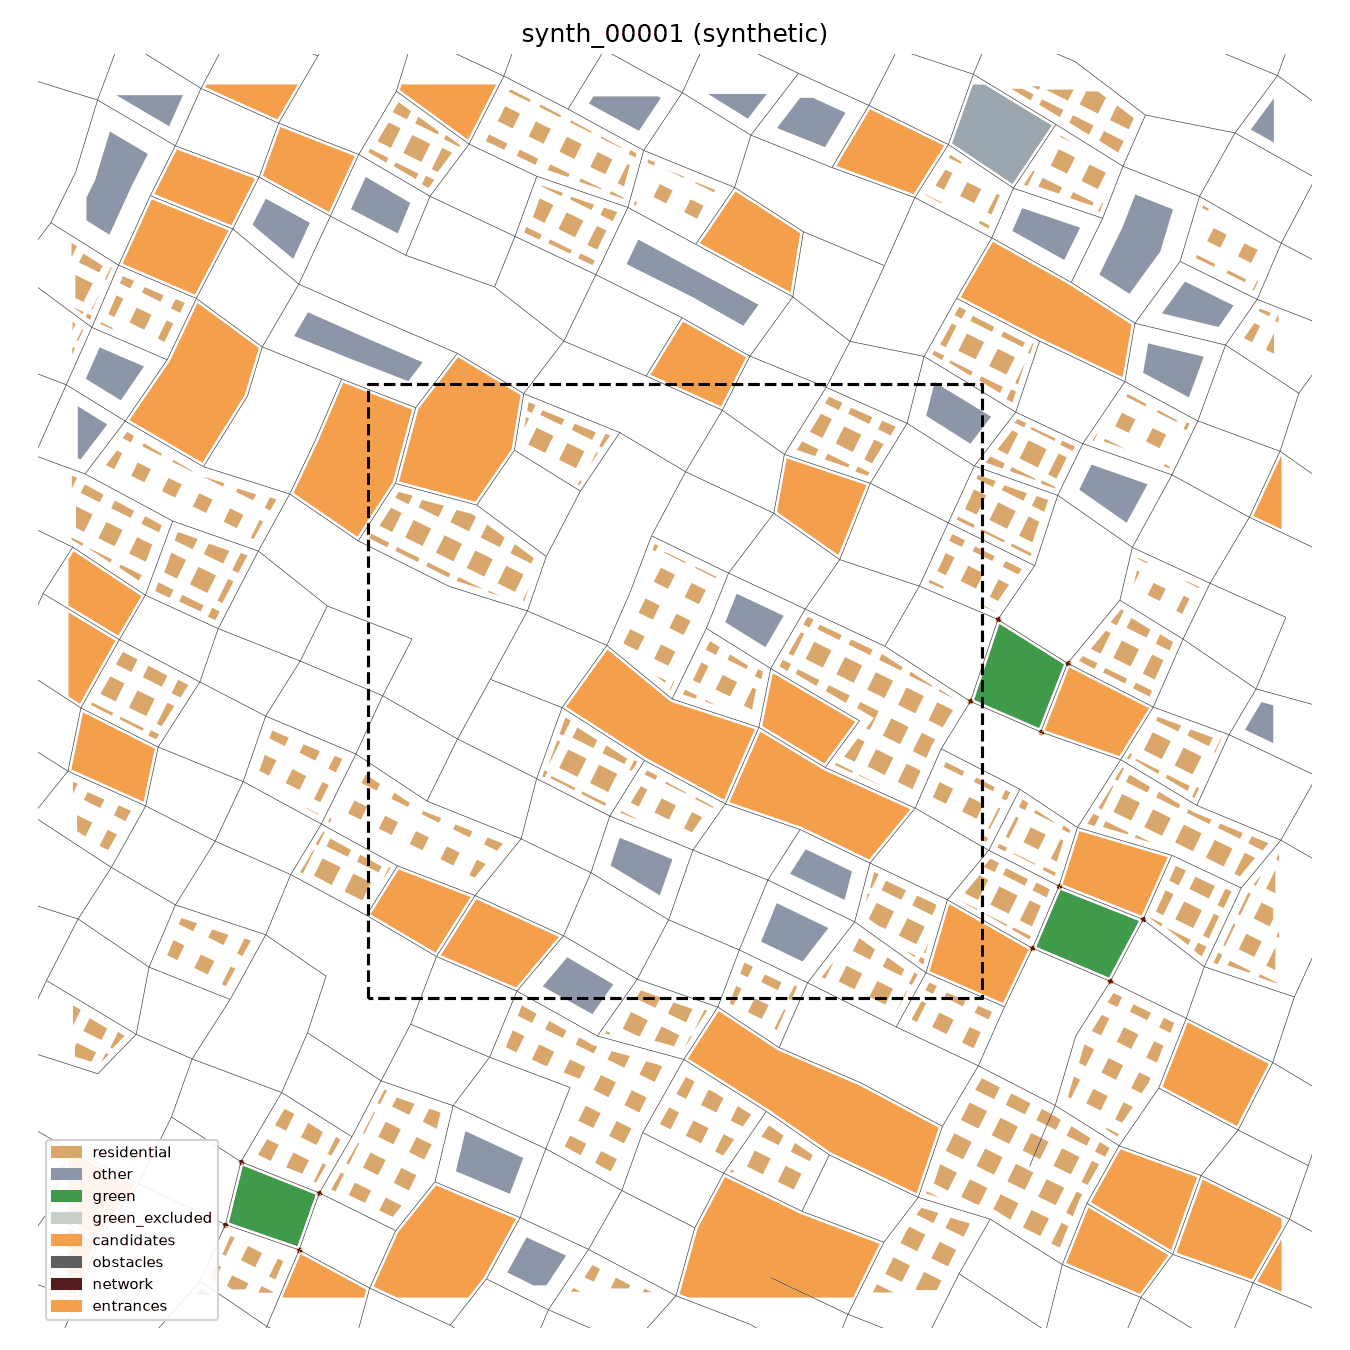 synth_00001 (synthetic)
residential
other
green
green_excluded
candidates
obstacles
network
entrances